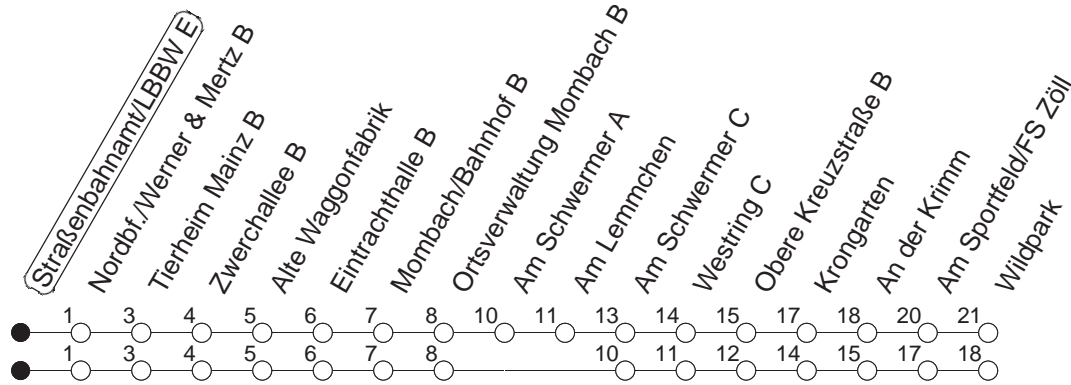 Straßenbahnamt/LBBW E
Nordbf./Werner & Mertz B
Tierheim Mainz B
Zwerchallee B
Alte Waggonfabrik
Eintrachthalle B
Mombach/Bahnhof B
Ortsverwaltung Mombach B
Am Schwermer A
Am Lemmchen
Am Schwermer C
Westring C
Obere Kreuzstraße B
Krongarten
An der Krimm
Am Sportfeld/FS Zöll
Wildpark
1 3 4 5 6 7 8 10 11 13 14 15 17 18 20 21
1 3 4 5 6 7 8 10 11 12 14 15 17 18